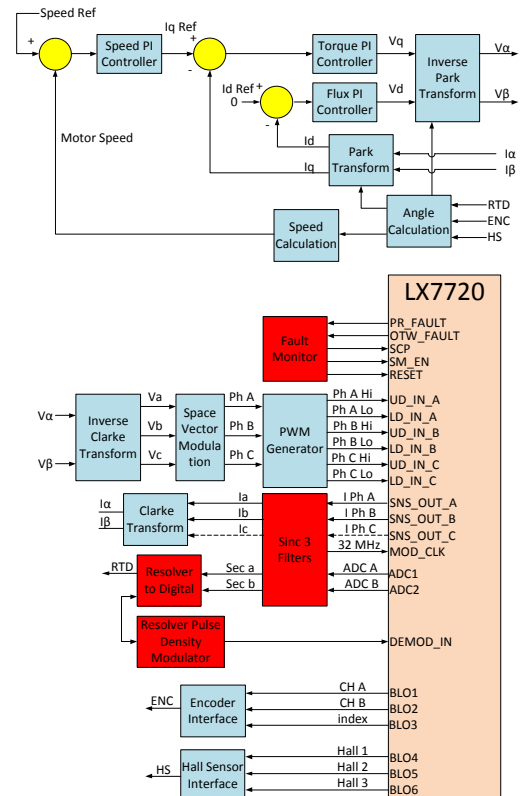 Speed Ref
+
Speed PI
Controller
Iq Ref
+
-
Torque PI
Controller
Vq
Inverse
Park
Transform
Vα
Id Ref
0
+
-
Flux PI
Controller
Vd
Vβ
Motor Speed
Id
Iq
Park
Transform
Iα
Iβ
Speed
Calculation
Angle
Calculation
RTD
ENC
HS
LX7720
Fault
Monitor
PR_FAULT
OTW_FAULT
SCP
SM_EN
RESET
Vα
Vβ
Inverse
Clarke
Transform
Va
Vb
Vc
Space
Vector
Modula
tion
Ph A
Ph B
Ph C
PWM
Generator
Ph A Hi
Ph A Lo
Ph B Hi
Ph B Lo
Ph C Hi
Ph C Lo
UD_IN_A
LD_IN_A
UD_IN_B
LD_IN_B
UD_IN_C
LD_IN_C
Iα
Iβ
Clarke
Transform
Ia
Ib
Ic
Sinc 3
Filters
I Ph A
I Ph B
I Ph C
32 MHz
SNS_OUT_A
SNS_OUT_B
SNS_OUT_C
MOD_CLK
RTD
Resolver
to Digital
Sec a
Sec b
ADC A
ADC B
ADC1
ADC2
Resolver Pulse
Density
Modulator
DEMOD_IN
ENC
Encoder
Interface
CH A
CH B
index
BLO1
BLO2
BLO3
HS
Hall Sensor
Interface
Hall 1
Hall 2
Hall 3
BLO4
BLO5
BLO6